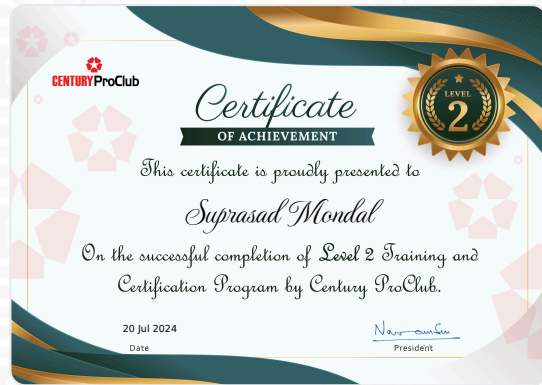 CENTURY ProClub
LEVEL
2
Certificate
OF ACHIEVEMENT
This certificate is proudly presented to
Suprasad Mondal
On the successful completion of Level 2 Training and
Certification Program by Century ProClub.
20 Jul 2024
Date
President